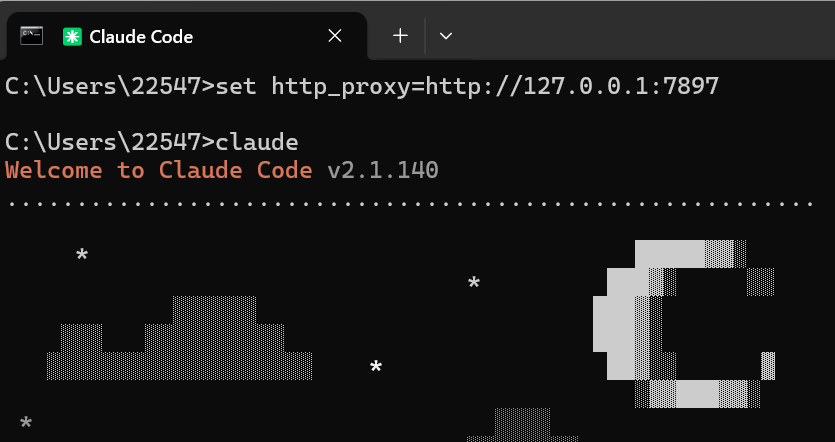 Claude Code
C:\Users\22547>set http_proxy=http://127.0.0.1:7897
C:\Users\22547>claude
Welcome to Claude Code v2.1.140